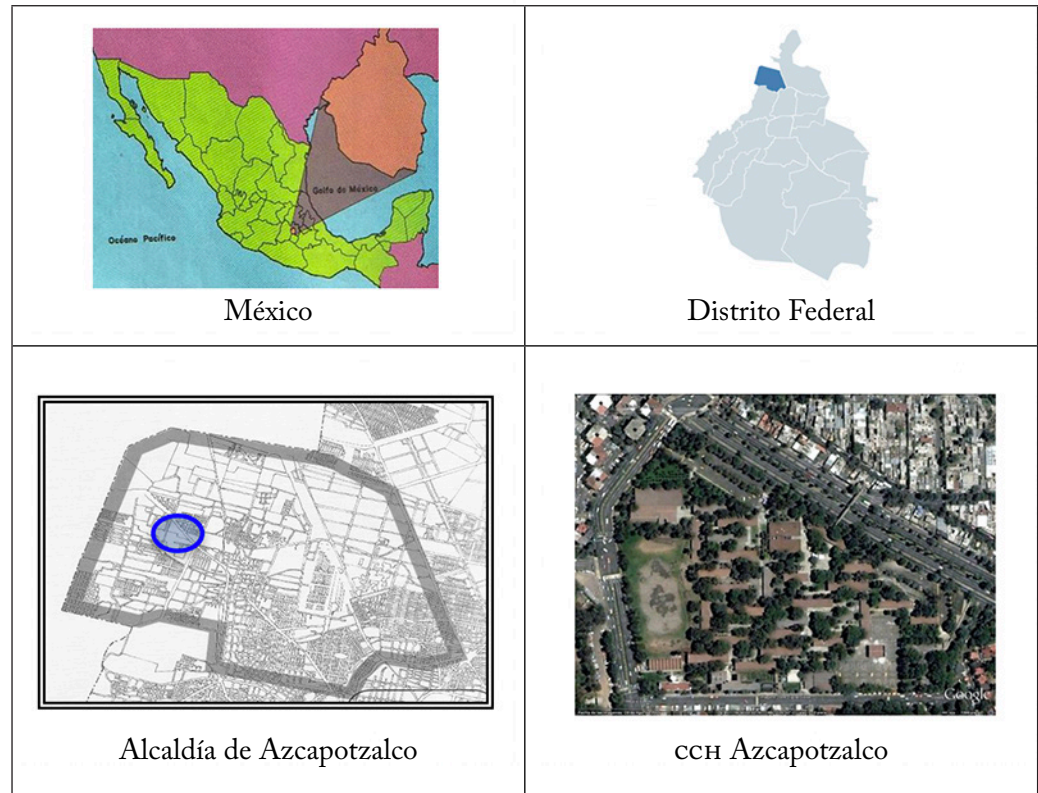 Golfo de México
Océano Pacífico
México
Distrito Federal
Alcaldía de Azcapotzalco
Google
CCH Azcapotzalco